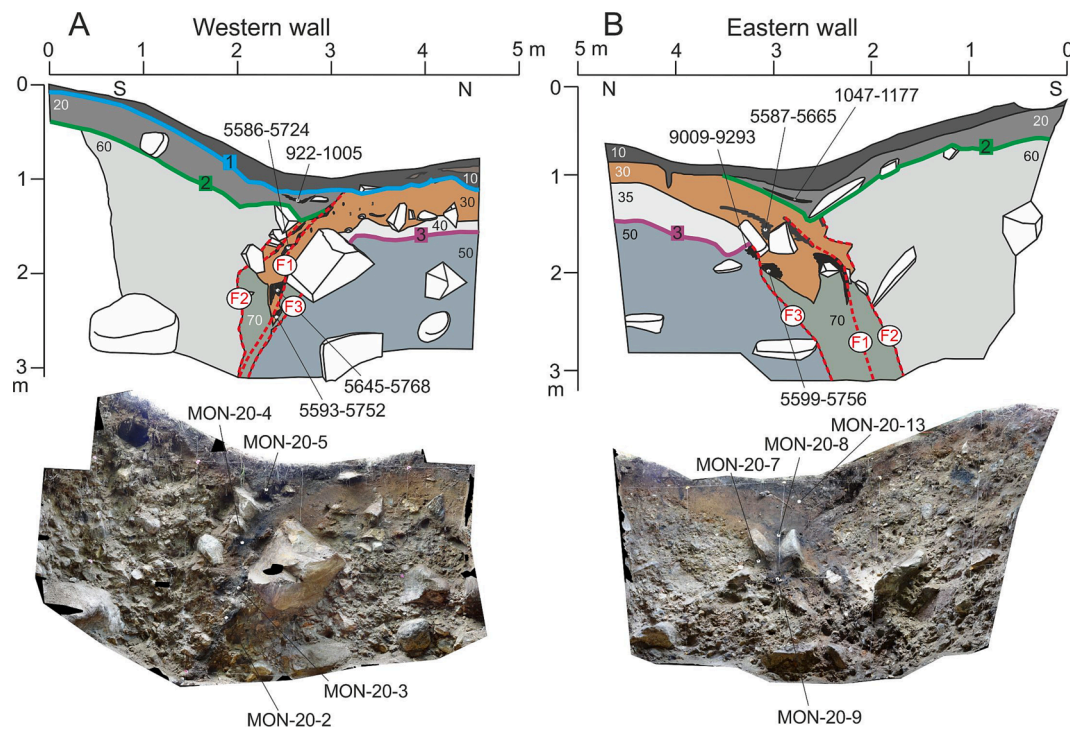 A
Western wall
0 1 2 3 4 5 m
S
N
0
1
2
3
m
20
60
1
2
5586-5724
922-1005
10
30
40
3
50
F1
F2
F3
70
5645-5768
5593-5752
MON-20-4
MON-20-5
MON-20-3
MON-20-2
B
Eastern wall
5 m 4 3 2 1 0
N
S
0
1
2
3
m
1047-1177
5587-5665
9009-9293
20
2
60
10
30
35
3
50
F3
70
F1
F2
5599-5756
MON-20-13
MON-20-8
MON-20-7
MON-20-9